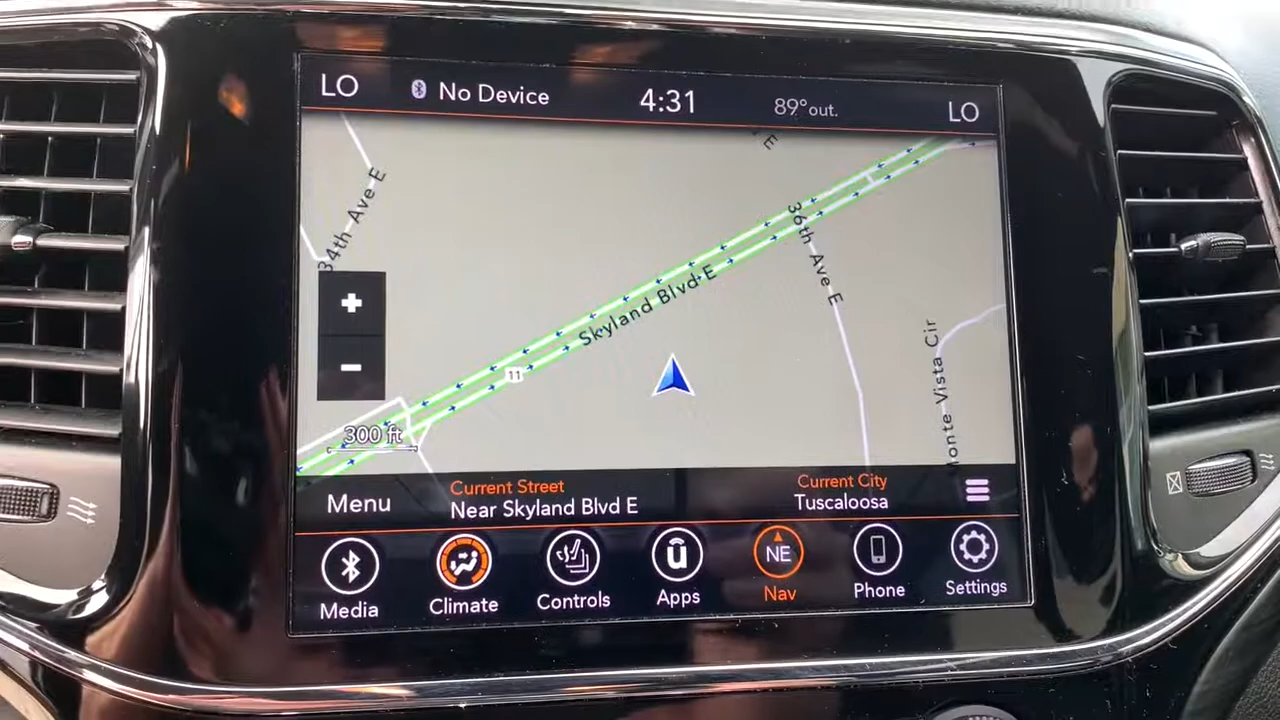 LO
No Device
4:31
89°out.
LO
E
34th Ave E
36th Ave E
Skyland Blvd E
11
Monte Vista Cir
+
-
300 ft
Menu
Current Street
Near Skyland Blvd E
Current City
Tuscaloosa
NE
Media
Climate
Controls
Apps
Nav
Phone
Settings